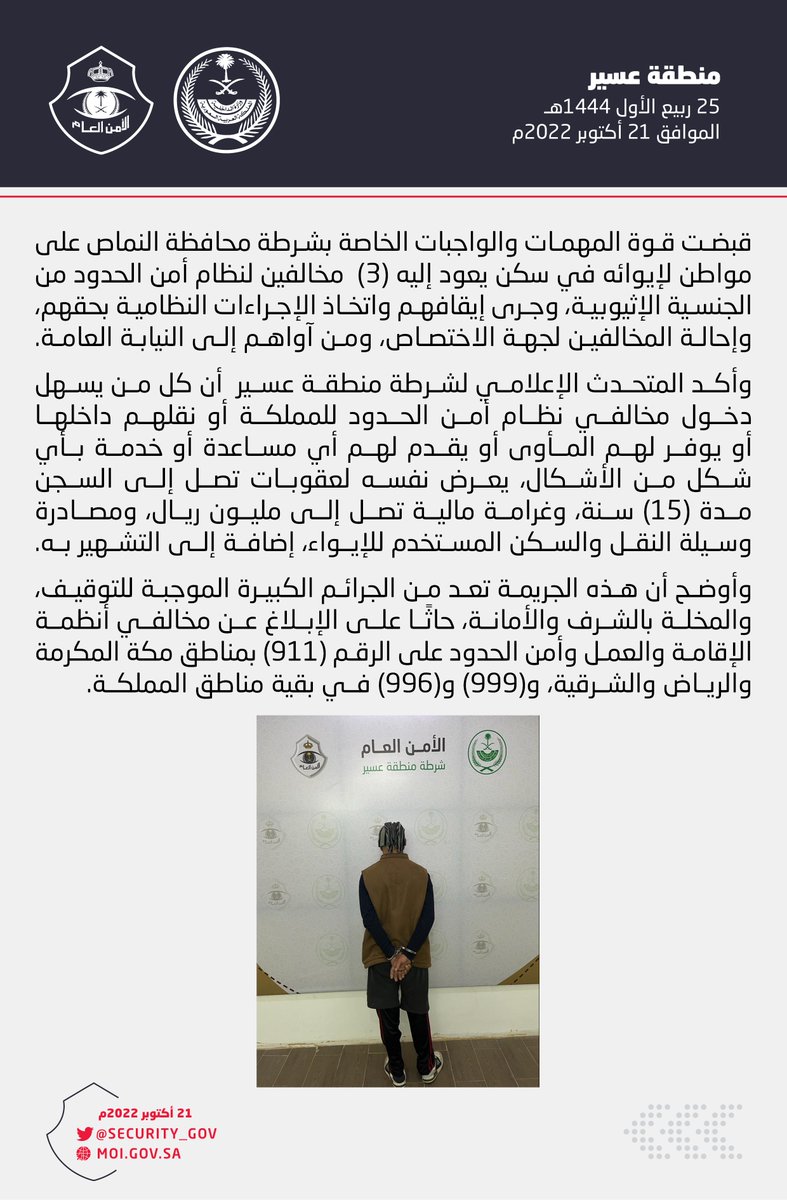 منطقة عسير
25 ربيع الأول 1444هـ
الموافق 21 أكتوبر 2022م
الأمن العام
قبضت قوة المهمات والواجبات الخاصة بشرطة محافظة النماص على
مواطن لإيوائه في سكن يعود إليه (3) مخالفين لنظام أمن الحدود من
الجنسية الإثيوبية، وجرى إيقافهم واتخاذ الإجراءات النظامية بحقهم،
وإحالة المخالفين لجهة الاختصاص، ومن آواهم إلى النيابة العامة.
وأكد المتحدث الإعلامي لشرطة منطقة عسير أن كل من يسهل
دخول مخالفي نظام أمن الحدود للمملكة أو نقلهم داخلها
أو يوفر لهم المأوى أو يقدم لهم أي مساعدة أو خدمة بأي
شكل من الأشكال، يعرض نفسه لعقوبات تصل إلى السجن
مدة (15) سنة، وغرامة مالية تصل إلى مليون ريال، ومصادرة
وسيلة النقل والسكن المستخدم للإيواء، إضافة إلى التشهير به.
وأوضح أن هذه الجريمة تعد من الجرائم الكبيرة الموجبة للتوقيف،
والمخلة بالشرف والأمانة، حاثًا على الإبلاغ عن مخالفي أنظمة
الإقامة والعمل وأمن الحدود على الرقم (911) بمناطق مكة المكرمة
والرياض والشرقية، و(999) و(996) في بقية مناطق المملكة.
الأمن العام
شرطة منطقة عسير
21 أكتوبر 2022م
@SECURITY_GOV
MOI.GOV.SA